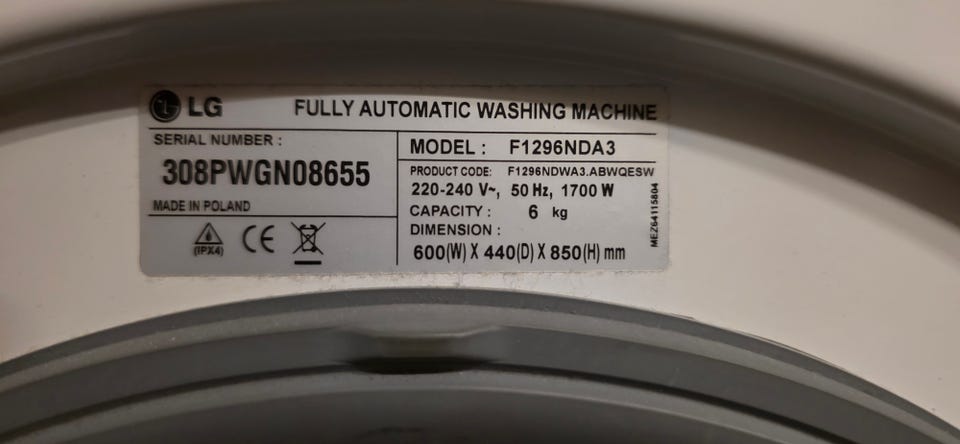 LG FULLY AUTOMATIC WASHING MACHINE
SERIAL NUMBER :
308PWGN08655
MADE IN POLAND
(IPX4) CE
MODEL : F1296NDA3
PRODUCT CODE: F1296NDWA3.ABWQESW
220-240 V~, 50 Hz, 1700 W
CAPACITY : 6 kg
DIMENSION :
600(W) X 440(D) X 850(H) mm
MEZ64115804